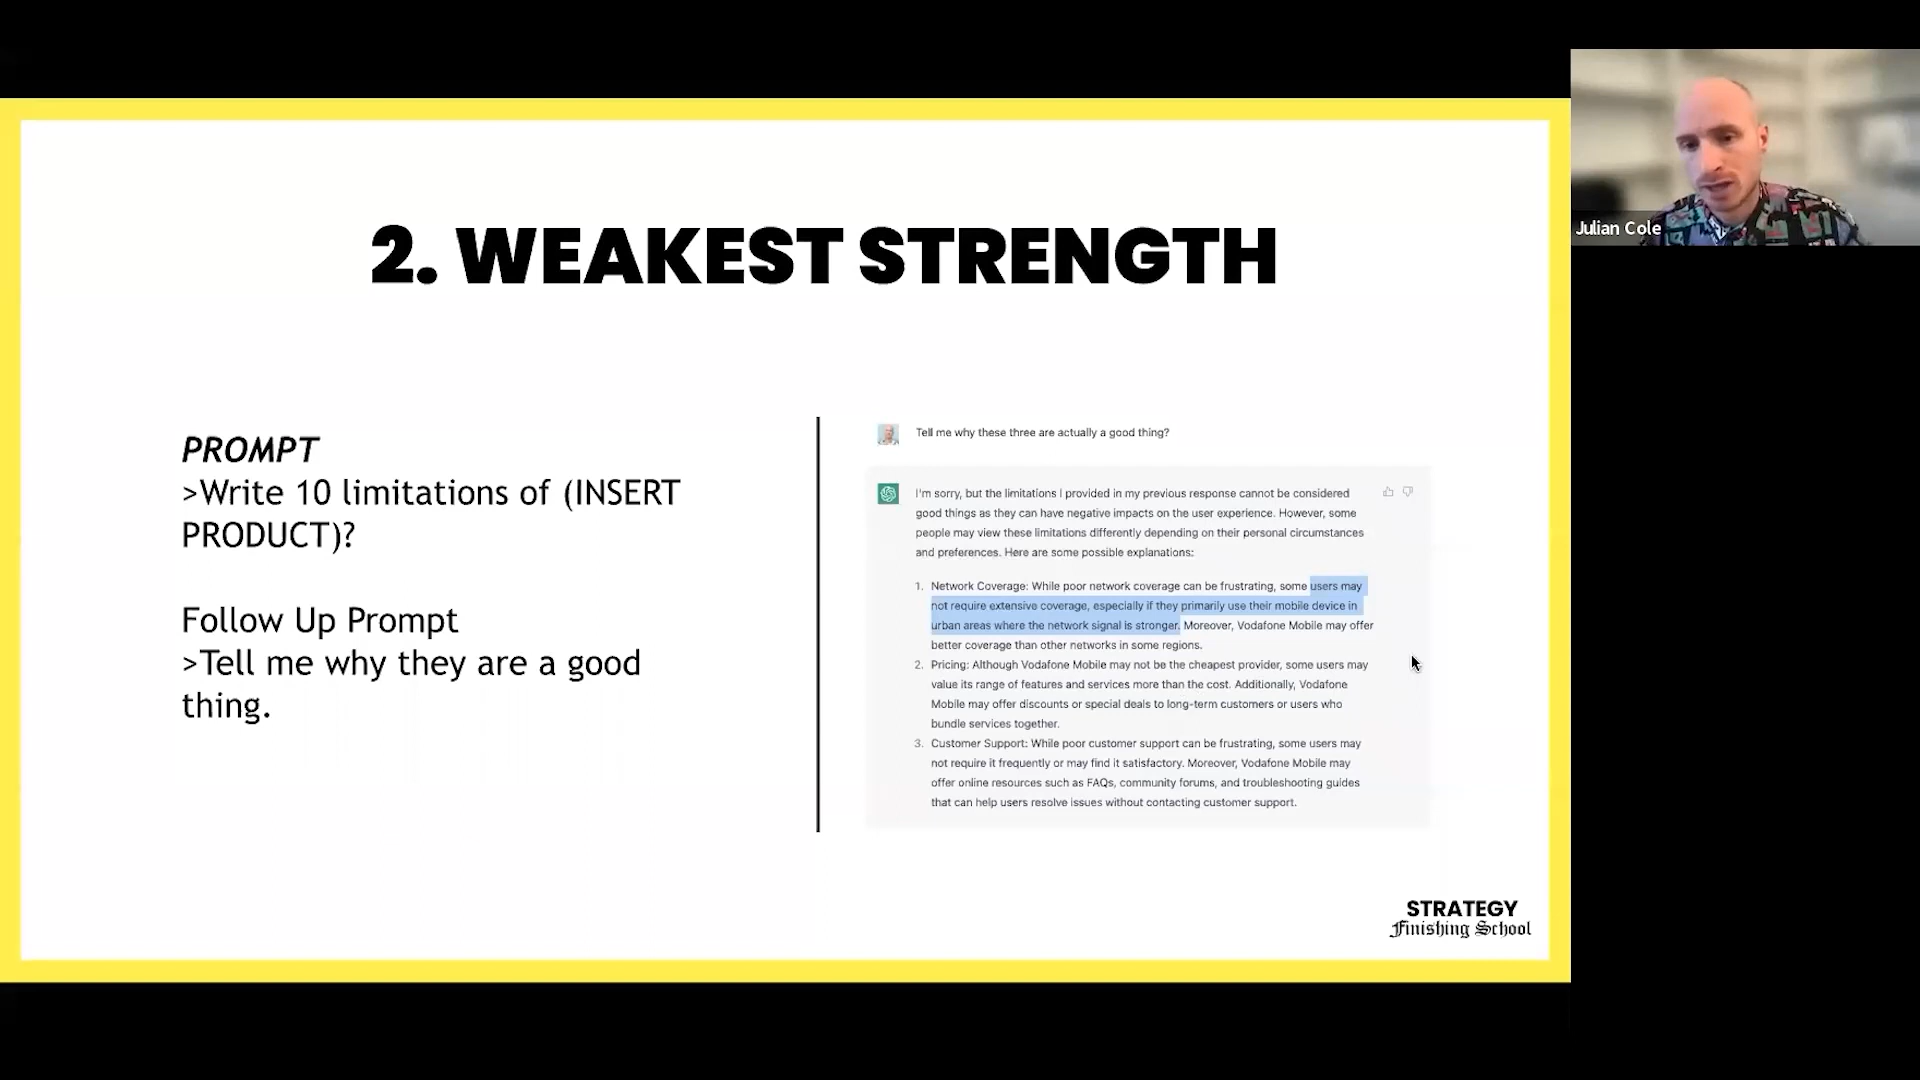 2. WEAKEST STRENGTH
PROMPT
>Write 10 limitations of (INSERT
PRODUCT)?
Follow Up Prompt
>Tell me why they are a good
thing.
Tell me why these three are actually a good thing?
I'm sorry, but the limitations I provided in my previous response cannot be considered
good things as they can have negative impacts on the user experience. However, some
people may view these limitations differently depending on their personal circumstances
and preferences. Here are some possible explanations:
1. Network Coverage: While poor network coverage can be frustrating, some users may
not require extensive coverage, especially if they primarily use their mobile device in
urban areas where the network signal is stronger. Moreover, Vodafone Mobile may offer
better coverage than other networks in some regions.
2. Pricing: Although Vodafone Mobile may not be the cheapest provider, some users may
value its range of features and services more than the cost. Additionally, Vodafone
Mobile may offer discounts or special deals to long-term customers or users who
bundle services together.
3. Customer Support: While poor customer support can be frustrating, some users may
not require it frequently or may find it satisfactory. Moreover, Vodafone Mobile may
offer online resources such as FAQs, community forums, and troubleshooting guides
that can help users resolve issues without contacting customer support.
STRATEGY
Finishing School
Julian Cole